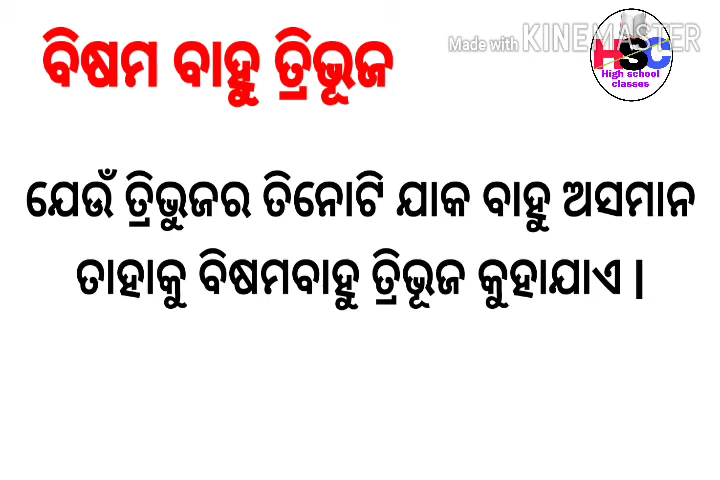 ବିଷମ ବାହୁ ତ୍ରିଭୂଜ
Made with KINEMASTER
HSC
High school
classes
ଯେଉଁ ତ୍ରିଭୁଜର ତିନୋଟି ଯାକ ବାହୁ ଅସମାନ
ତାହାକୁ ବିଷମବାହୁ ତ୍ରିଭୂଜ କୁହାଯାଏ |